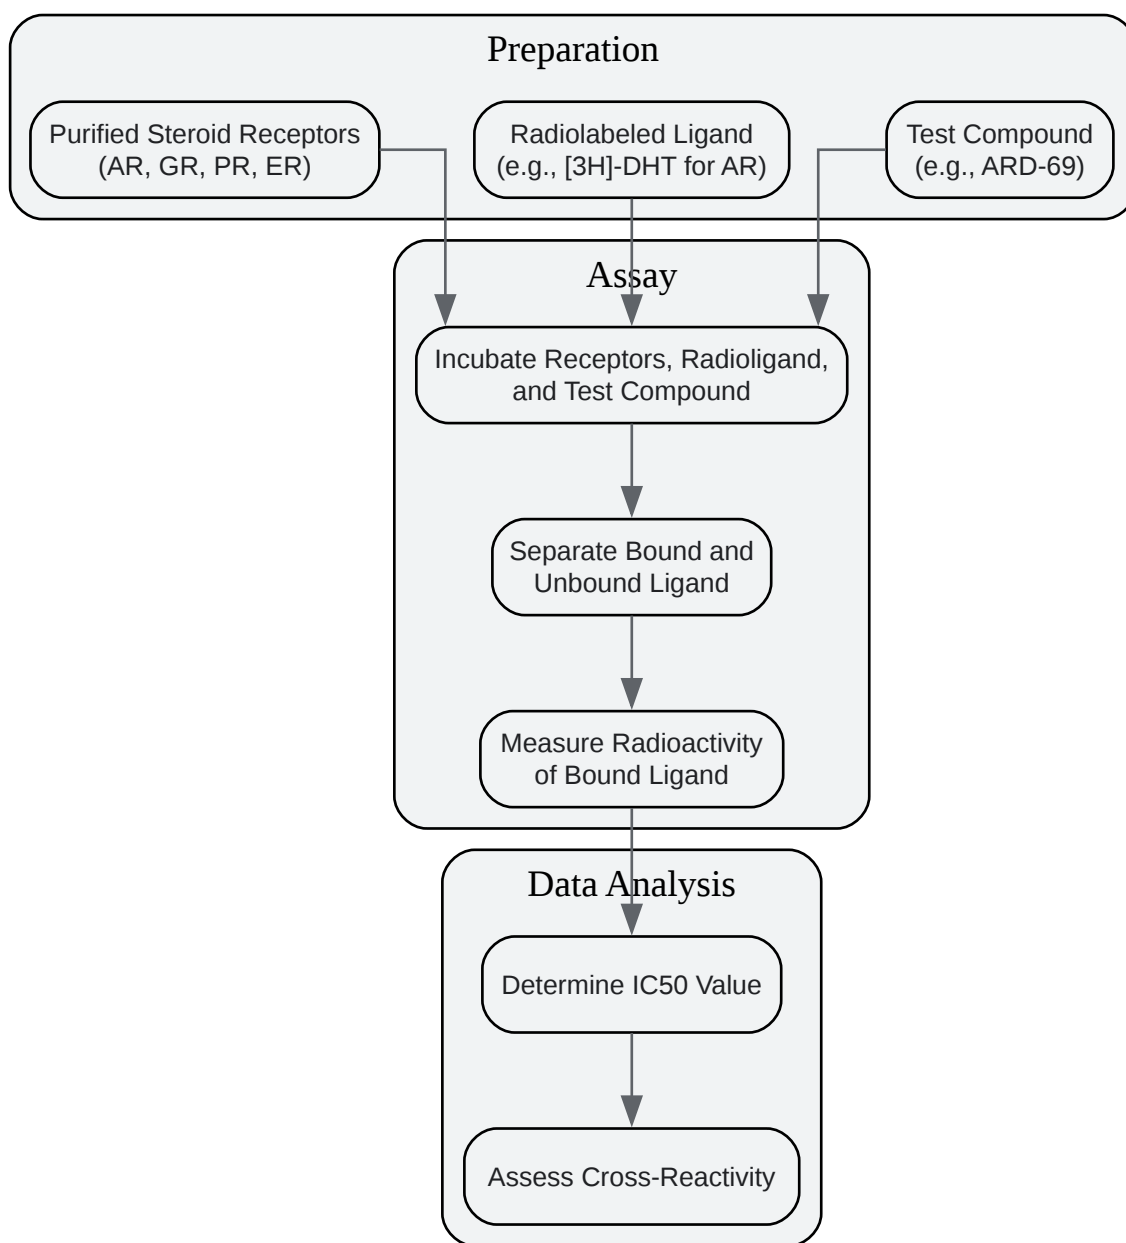 Preparation
Purified Steroid Receptors
(AR, GR, PR, ER)
Radiolabeled Ligand
(e.g., [3H]-DHT for AR)
Test Compound
(e.g., ARD-69)
Assay
Incubate Receptors, Radioligand,
and Test Compound
Separate Bound and
Unbound Ligand
Measure Radioactivity
of Bound Ligand
Data Analysis
Determine IC50 Value
Assess Cross-Reactivity